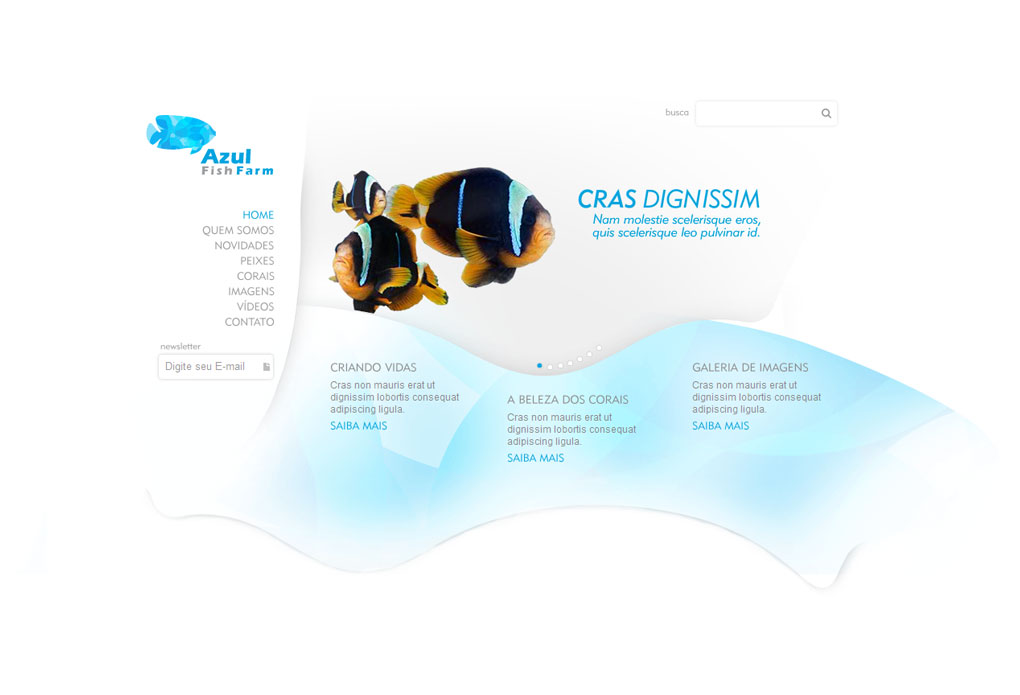 Azul
Fish Farm
busca
HOME
QUEM SOMOS
NOVIDADES
PEIXES
CORAIS
IMAGENS
VÍDEOS
CONTATO
newsletter
Digite seu E-mail
CRAS DIGNISSIM
Nam molestie scelerisque eros,
quis scelerisque leo pulvinar id.
CRIANDO VIDAS
Cras non mauris erat ut
dignissim lobortis consequat
adipiscing ligula.
SAIBA MAIS
A BELEZA DOS CORAIS
Cras non mauris erat ut
dignissim lobortis consequat
adipiscing ligula.
SAIBA MAIS
GALERIA DE IMAGENS
Cras non mauris erat ut
dignissim lobortis consequat
adipiscing ligula.
SAIBA MAIS